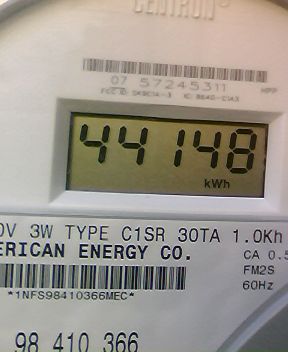 CENTRON
07 57245311
44148
kWh
0V 3W TYPE C1SR 30TA 1.0Kh
ERICAN ENERGY CO.
CA 0.5
FM2S
60Hz
*1NFS98410366MEC*
98 410 366